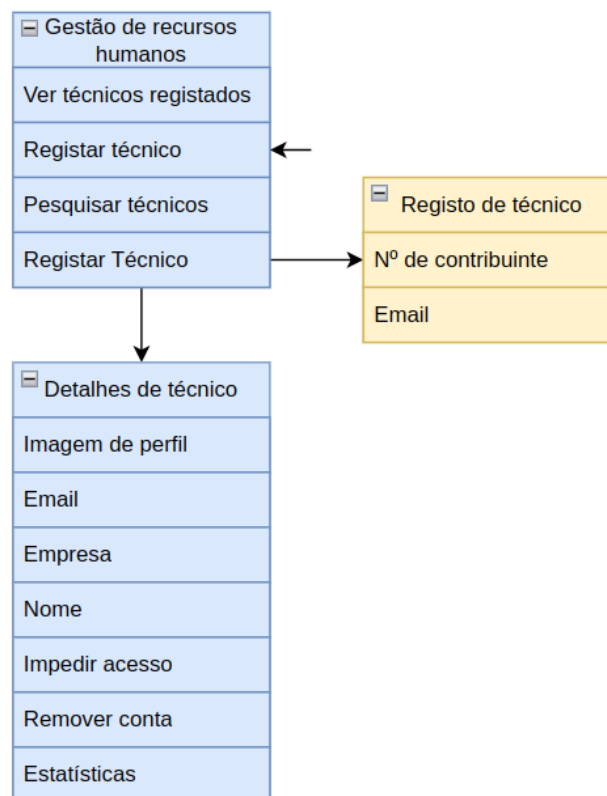 Gestão de recursos
humanos
Ver técnicos registados
Registar técnico
Pesquisar técnicos
Registar Técnico
Registo de técnico
Nº de contribuinte
Email
Detalhes de técnico
Imagem de perfil
Email
Empresa
Nome
Impedir acesso
Remover conta
Estatísticas